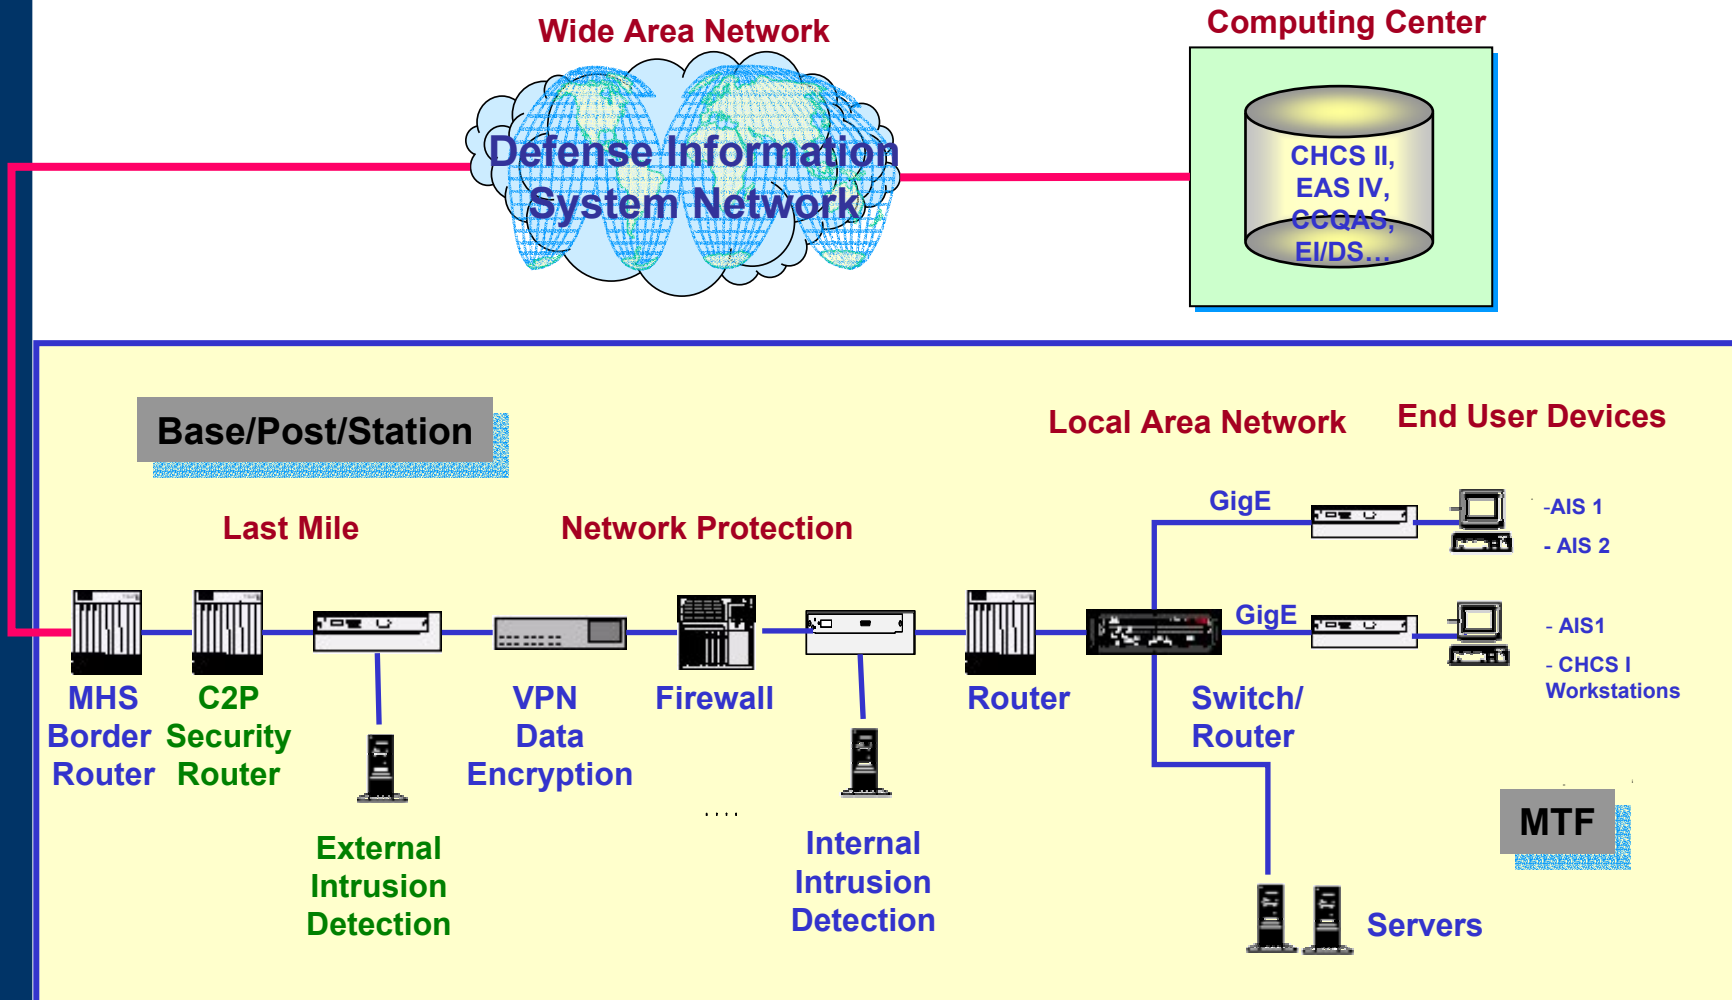 Wide Area Network
Computing Center
Defense Information
System Network
CHCS II,
EAS IV,
CCQAS,
EI/DS…
Base/Post/Station
Local Area Network
End User Devices
Last Mile
Network Protection
GigE
-AIS 1
- AIS 2
GigE
- AIS1
- CHCS I
Workstations
MHS
Border
Router
C2P
Security
Router
External
Intrusion
Detection
VPN
Data
Encryption
Firewall
Internal
Intrusion
Detection
Router
Switch/
Router
Servers
MTF